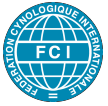 FEDERATION CYNOLOGIQUE INTERNATIONALE
FCI